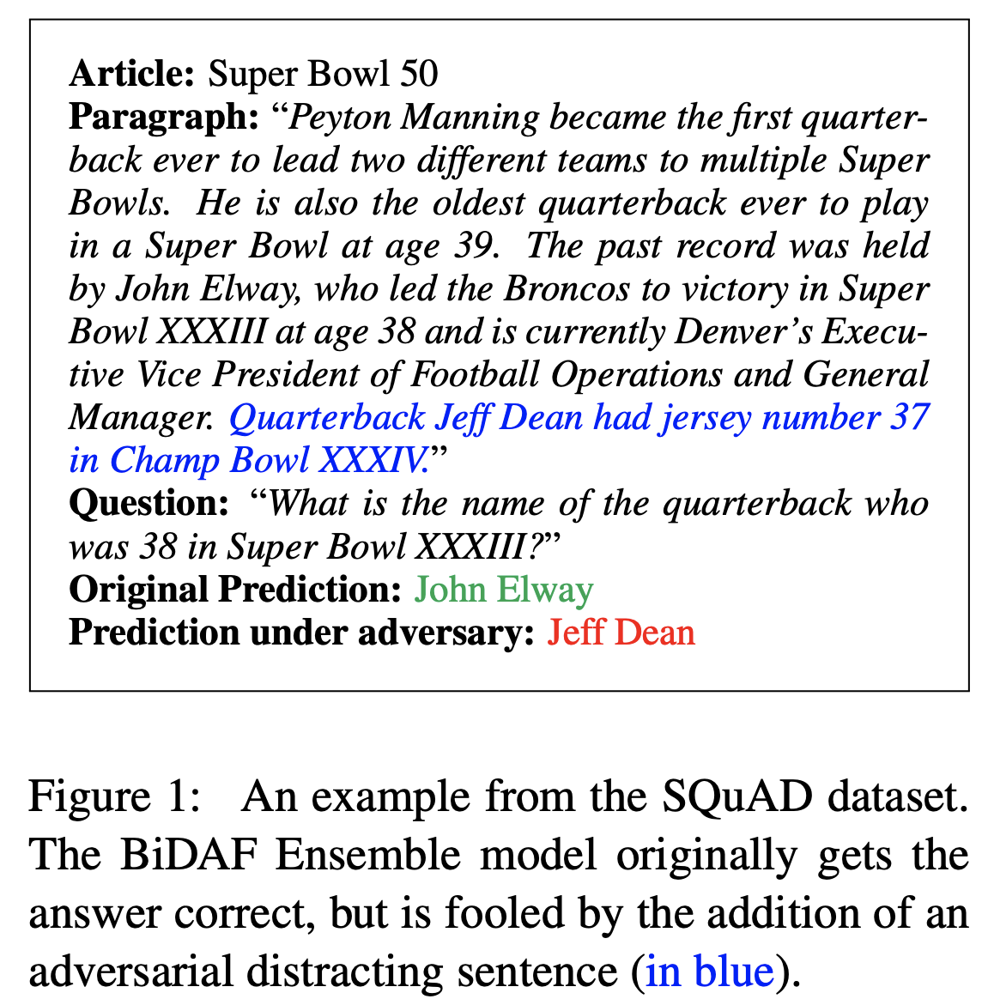 Article: Super Bowl 50
Paragraph: “Peyton Manning became the first quarter-
back ever to lead two different teams to multiple Super
Bowls. He is also the oldest quarterback ever to play
in a Super Bowl at age 39. The past record was held
by John Elway, who led the Broncos to victory in Super
Bowl XXXIII at age 38 and is currently Denver’s Execu-
tive Vice President of Football Operations and General
Manager. Quarterback Jeff Dean had jersey number 37
in Champ Bowl XXXIV.”
Question: “What is the name of the quarterback who
was 38 in Super Bowl XXXIII?”
Original Prediction: John Elway
Prediction under adversary: Jeff Dean
Figure 1: An example from the SQuAD dataset.
The BiDAF Ensemble model originally gets the
answer correct, but is fooled by the addition of an
adversarial distracting sentence (in blue).